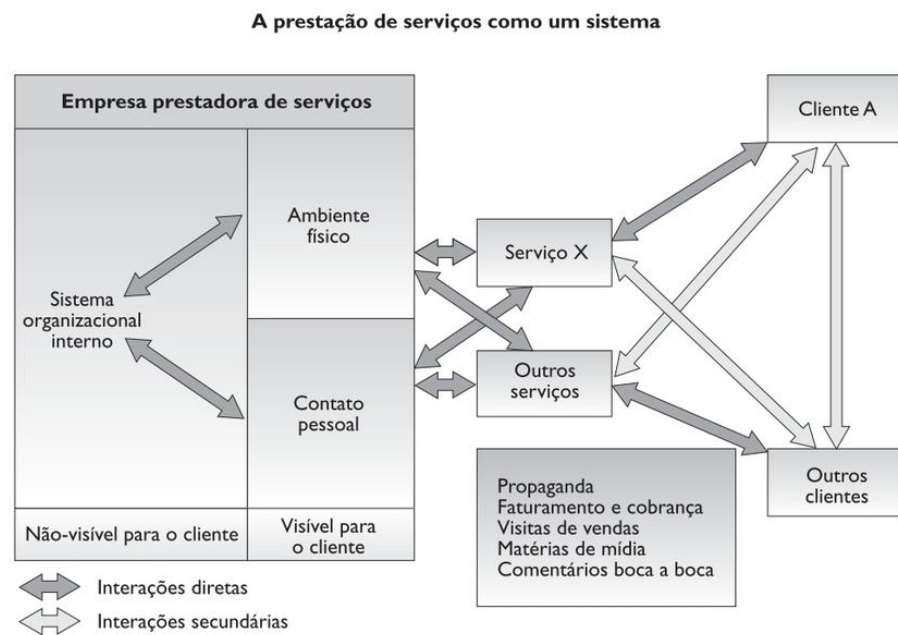 A prestação de serviços como um sistema
Empresa prestadora de serviços
Sistema
organizacional
interno
Ambiente
físico
Contato
pessoal
Não-visível para o cliente
Visível para
o cliente
Serviço X
Outros
serviços
Cliente A
Outros
clientes
Propaganda
Faturamento e cobrança
Visitas de vendas
Matérias de mídia
Comentários boca a boca
Interações diretas
Interações secundárias